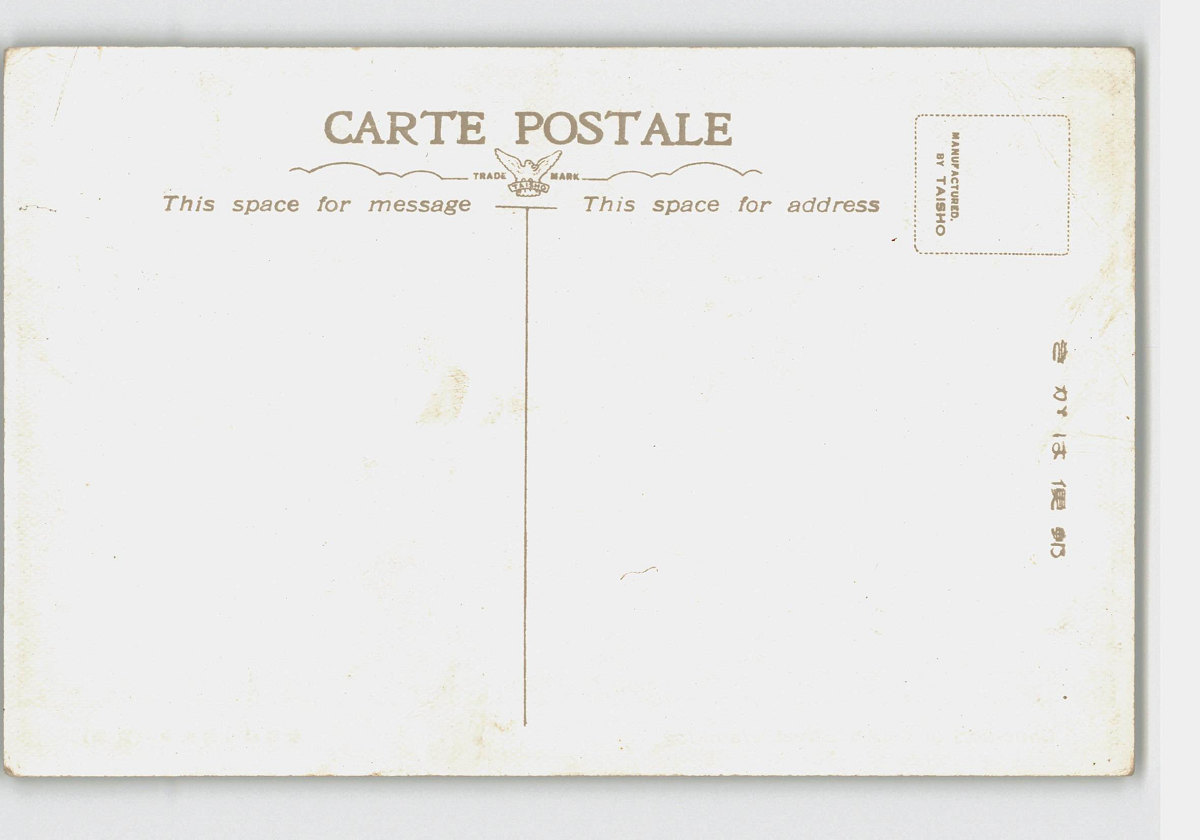 CARTE POSTALE
TRADE MARK
TAISHO
This space for message
This space for address
MANUFACTURED.
BY TAISHO
郵便はがき